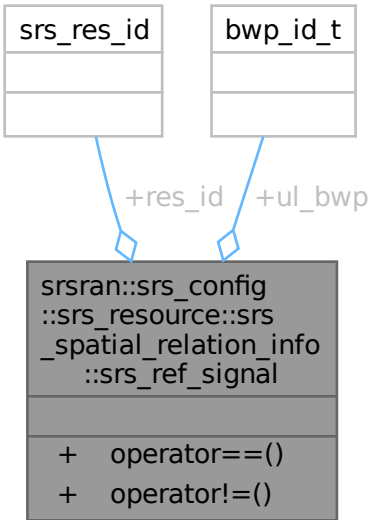 srs_res_id
bwp_id_t
+res_id
+ul_bwp
srsran::srs_config
::srs_resource::srs
_spatial_relation_info
::srs_ref_signal
+ operator==()
+ operator!=()